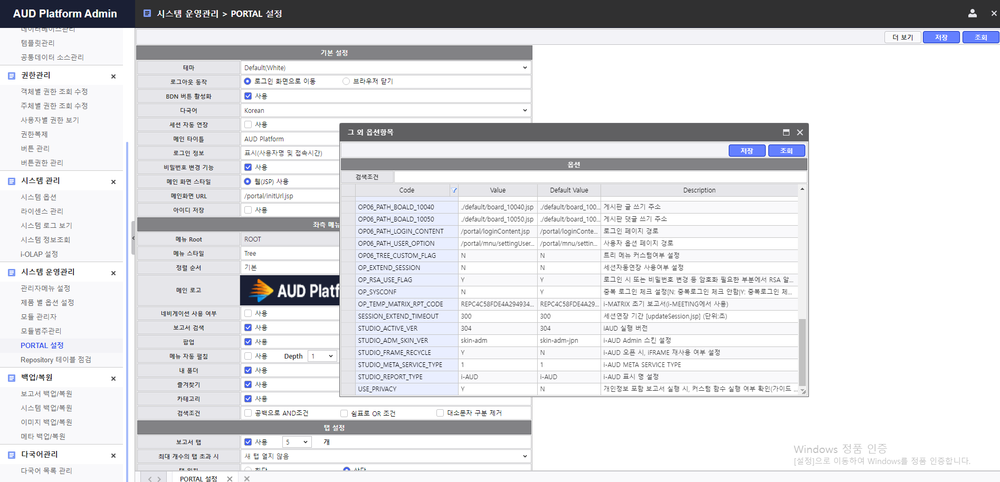 AUD Platform Admin
시스템 운영관리 > PORTAL 설정
데이터베이스관리
템플릿관리
공통데이터 소스관리
권한관리
객체별 권한 조회 수정
주체별 권한 조회 수정
사용자별 권한 보기
권한복제
버튼 관리
버튼권한 관리
시스템 관리
시스템 옵션
라이센스 관리
시스템 로그 보기
시스템 정보조회
i-OLAP 설정
시스템 운영관리
관리자메뉴 설정
제품 별 옵션 설정
모듈 관리자
모듈범주관리
PORTAL 설정
Repository 테이블 점검
백업/복원
보고서 백업/복원
시스템 백업/복원
이미지 백업/복원
메타 백업/복원
다국어관리
다국어 목록 관리
더 보기 저장 조회
기본 설정
테마 Default(White)
로그아웃 동작 로그인 화면으로 이동 브라우저 닫기
BDN 버튼 활성화 사용
다국어 Korean
세션 자동 연장 사용
메인 타이틀 AUD Platform
로그인 정보 표시(사용자명 및 접속시간)
비밀번호 변경 기능 사용
메인 화면 스타일 웹(JSP) 사용
메인화면 URL /portal/initUrl.jsp
아이디 저장 사용
좌측 메뉴
메뉴 Root ROOT
메뉴 스타일 Tree
정렬 순서 기본
메인 로고 AUD Platf
네비게이션 사용 여부 사용
보고서 검색 사용
팝업 사용
메뉴 자동 펼침 사용 Depth 1
내 폴더 사용
즐겨찾기 사용
카테고리 사용
검색조건 공백으로 AND조건 쉼표로 OR 조건 대소문자 구분 제거
탭 설정
보고서 탭 사용 5 개
최대 개수의 탭 초과 시 새 탭 열지 않음
탭 위치 하단 상단
PORTAL 설정
그 외 옵션항목
저장 조회
옵션
검색조건
Code Value Default Value Description
OP06_PATH_BOALD_10040 ./default/board_10040.jsp ./default/board_100... 게시판 글 쓰기 주소
OP06_PATH_BOALD_10050 ./default/board_10050.jsp ./default/board_100... 게시판 댓글 쓰기 주소
OP06_PATH_LOGIN_CONTENT /portal/loginContent.jsp /portal/loginConte... 로그인 페이지 경로
OP06_PATH_USER_OPTION /portal/mnu/settingUser... /portal/mnu/settin... 사용자 옵션 페이지 경로
OP06_TREE_CUSTOM_FLAG N N 트리 메뉴 커스텀여부 설정
OP_EXTEND_SESSION N N 세션자동연장 사용여부 설정
OP_RSA_USE_FLAG Y Y 로그인 시 또는 비밀번호 변경 등 암호화 필요한 부분에서 RSA 알...
OP_SYSCONF N Y 중복 로그인 체크 설정[N: 중복로그인 체크 안함|Y: 중복로그인 체...
OP_TEMP_MATRIX_RPT_CODE REPC4C58FDE4A294934... REPC4C58FDE4A29... i-MATRIX 초기 보고서(i-MEETING에서 사용)
SESSION_EXTEND_TIMEOUT 300 300 세션연장 기간 [updateSession.jsp] (단위:초)
STUDIO_ACTIVE_VER 304 304 iAUD 실행 버전
STUDIO_ADM_SKIN_VER skin-adm skin-adm-jpn i-AUD Admin 스킨 설정
STUDIO_FRAME_RECYCLE Y N i-AUD 오픈 시, iFRAME 재사용 여부 설정
STUDIO_META_SERVICE_TYPE 1 1 i-AUD META SERVICE TYPE
STUDIO_REPORT_TYPE i-AUD i-AUD i-AUD 표시 명 설정
USE_PRIVACY Y N 개인정보 포함 보고서 실행 시, 커스텀 함수 실행 여부 확인(가이드 ...
Windows 정품 인증
[설정]으로 이동하여 Windows를 정품 인증합니다.